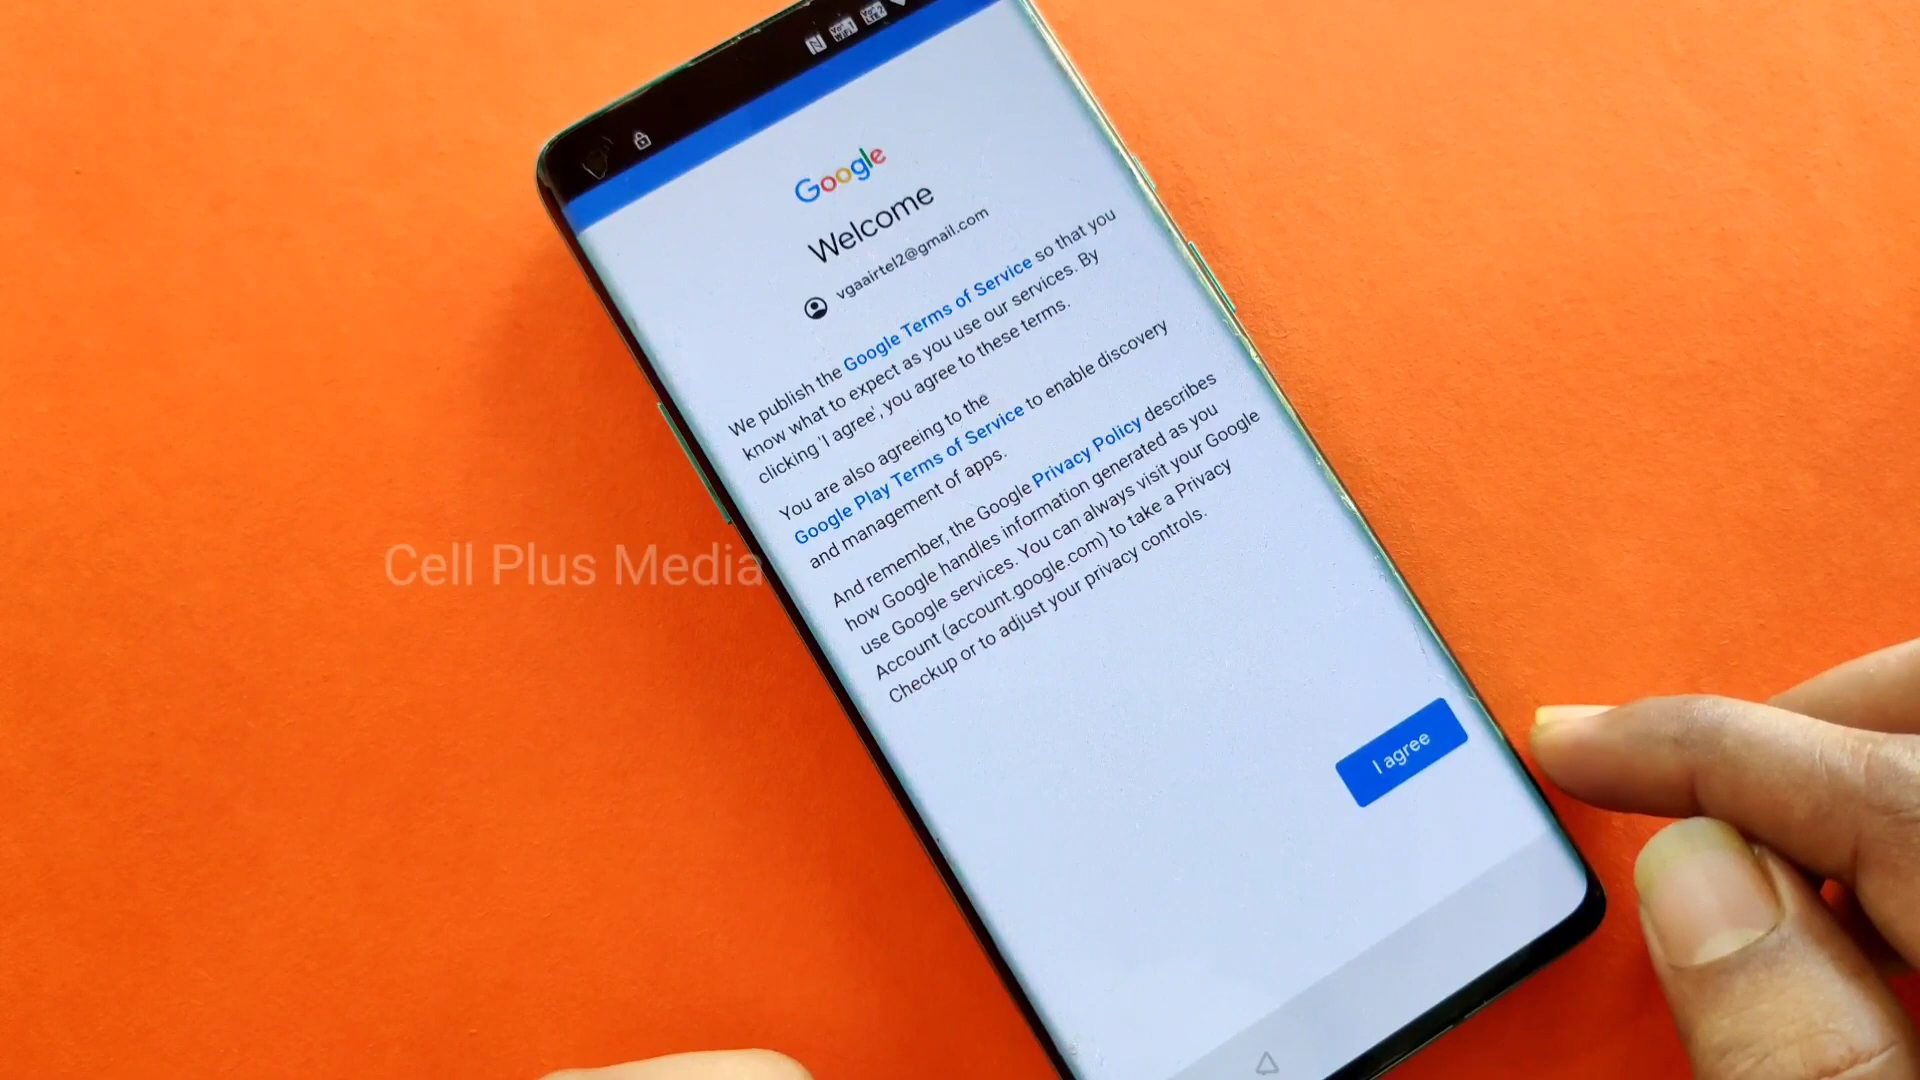 Google
Welcome
vgaairtel2@gmail.com
We publish the Google Terms of Service so that you
know what to expect as you use our services. By
clicking 'I agree', you agree to these terms.
You are also agreeing to the
Google Play Terms of Service to enable discovery
and management of apps.
And remember, the Google Privacy Policy describes
how Google handles information generated as you
use Google services. You can always visit your Google
Account (account.google.com) to take a Privacy
Checkup or to adjust your privacy controls.
I agree
Cell Plus Media